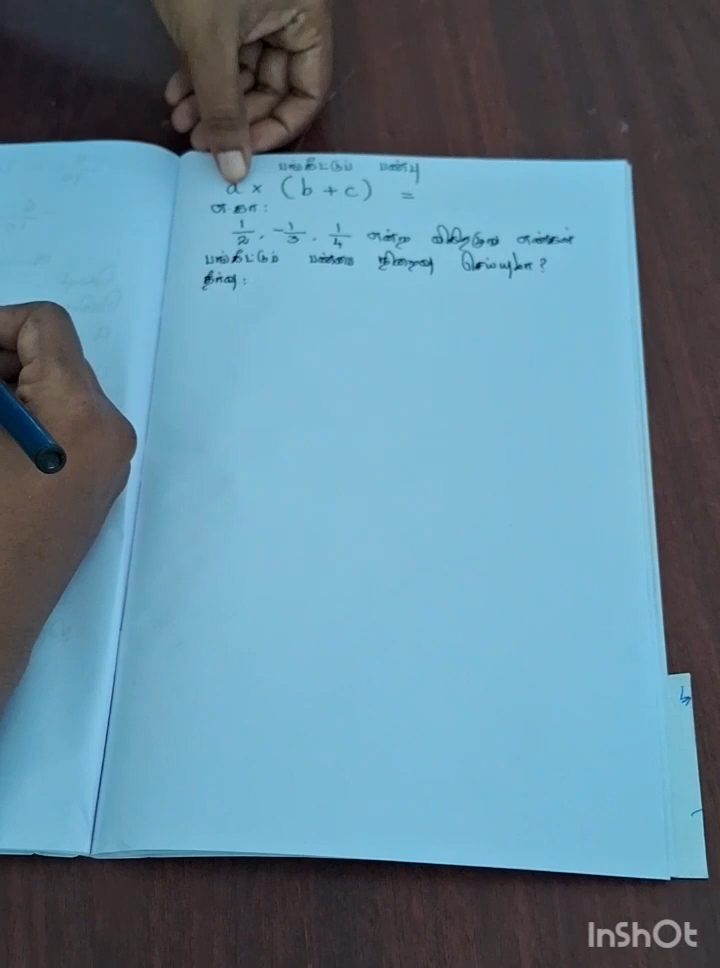 பங்கீட்டுப் பண்பு
a × (b + c) =
எ.கா:
1/2, -1/3, 1/4 என்ற விகிதமுறு எண்கள்
பங்கீட்டுப் பண்பை நிறைவு செய்யுமா?
தீர்வு:
InShOt